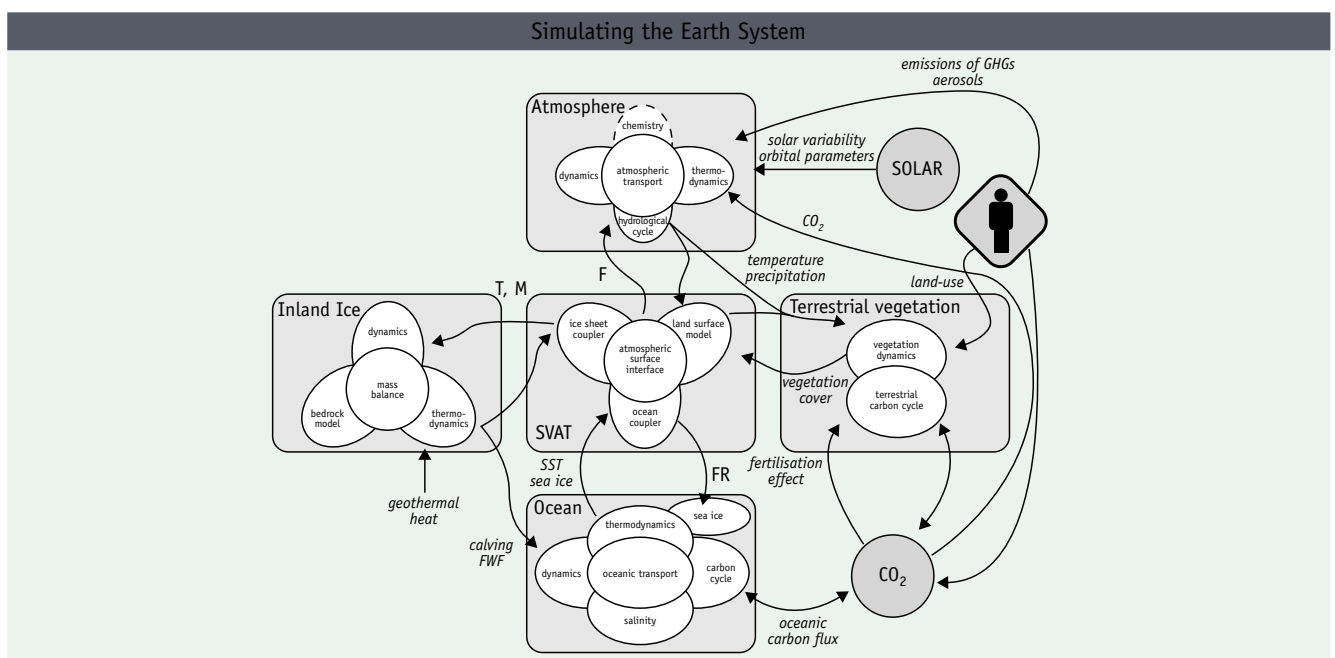 Simulating the Earth System
emissions of GHGs
aerosols
Atmosphere
chemistry
dynamics
atmospheric
transport
thermo-
dynamics
hydrological
cycle
solar variability
orbital parameters
SOLAR
CO2
temperature
precipitation
land-use
F
T, M
Inland Ice
dynamics
mass
balance
bedrock
model
thermo-
dynamics
geothermal
heat
ice sheet
coupler
land surface
model
atmospheric
surface
interface
ocean
coupler
SVAT
Terrestrial vegetation
vegetation
dynamics
terrestrial
carbon cycle
vegetation
cover
SST
sea ice
FR
fertilisation
effect
calving
FWF
Ocean
thermodynamics
sea ice
dynamics
oceanic transport
carbon
cycle
salinity
CO2
oceanic
carbon flux